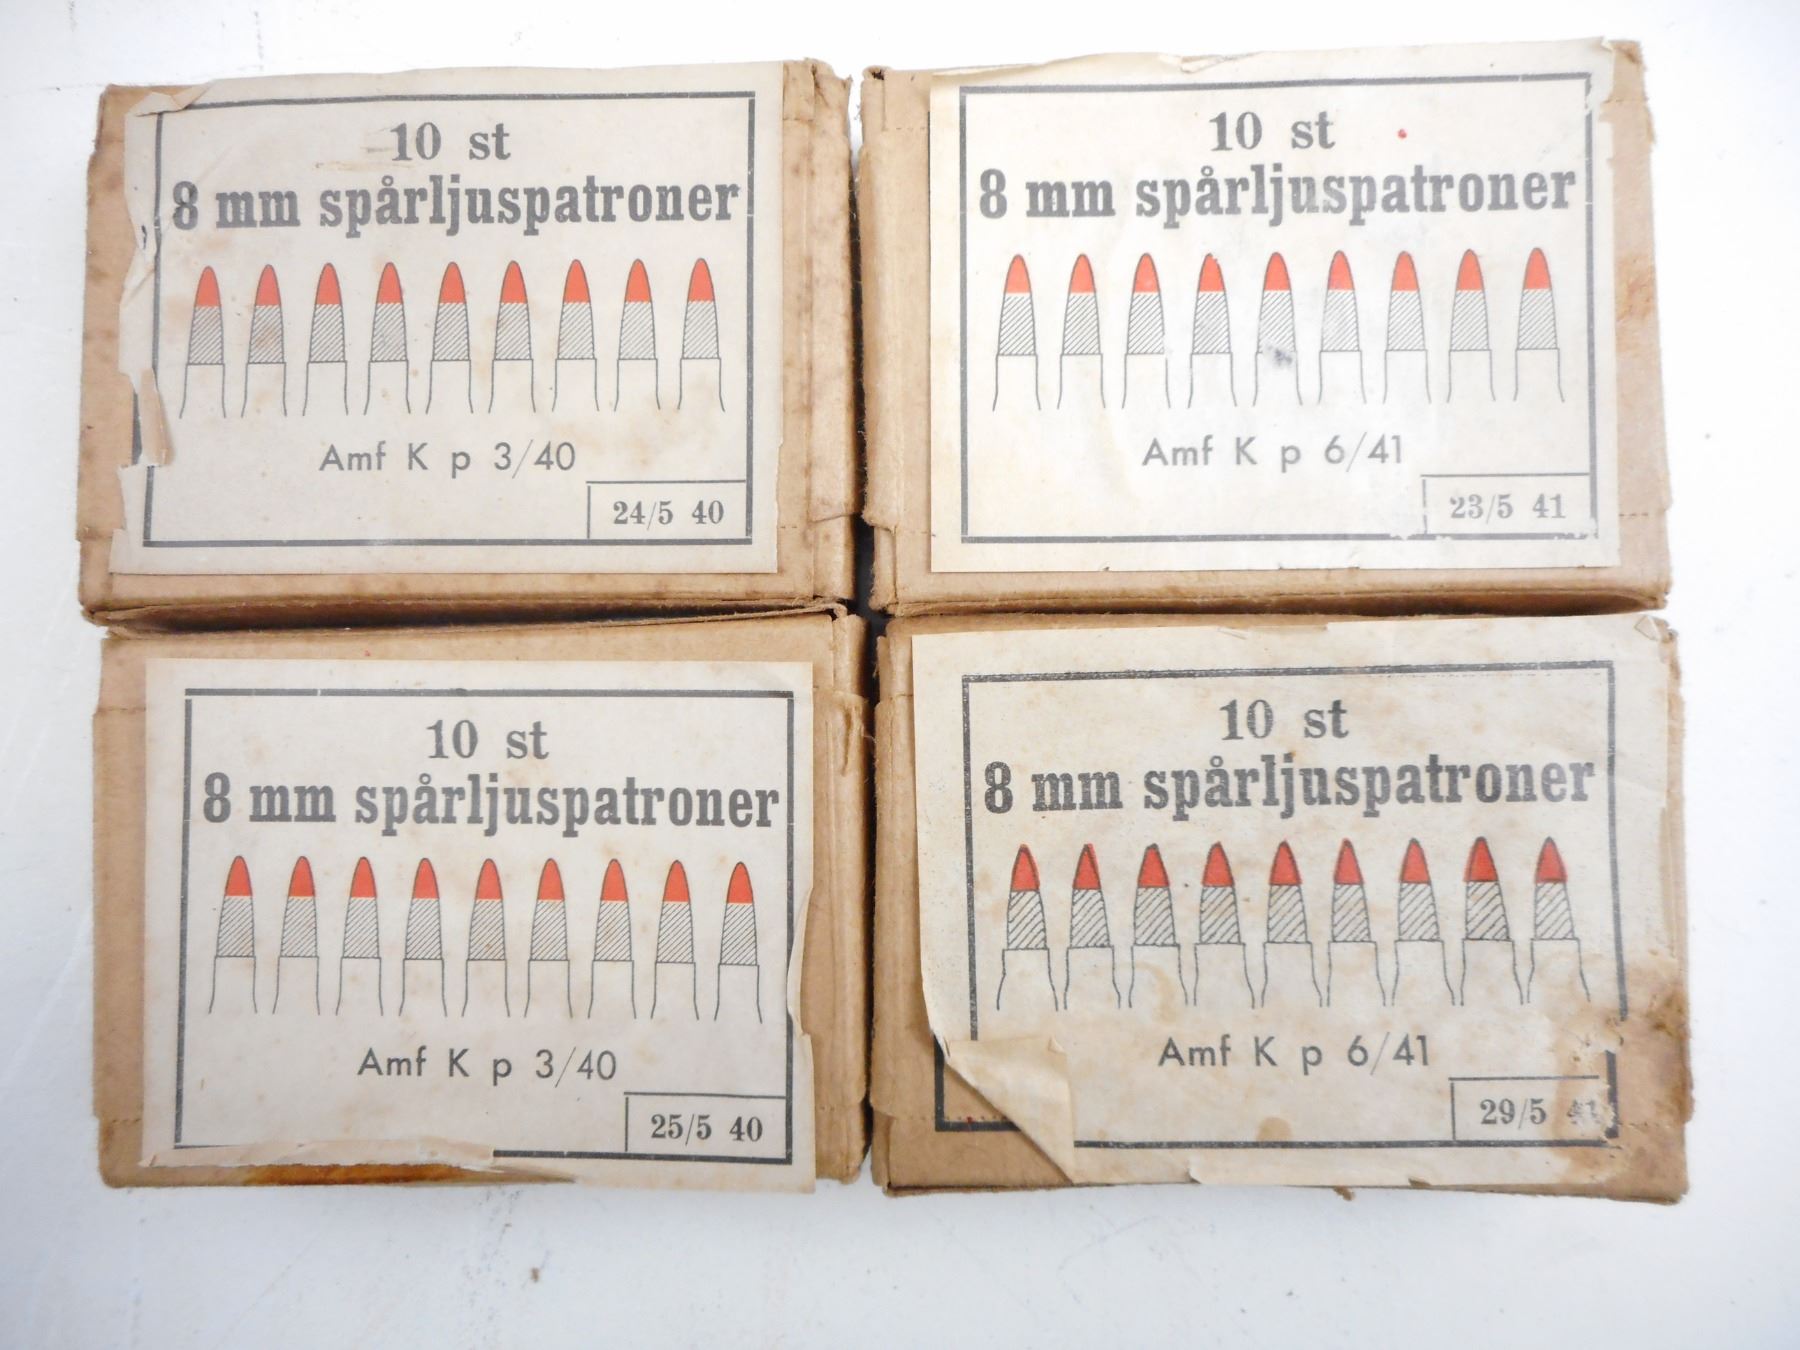 10 st
8 mm spårljuspatroner
Amf K p 3/40
24/5 40
10 st
8 mm spårljuspatroner
Amf K p 6/41
23/5 41
10 st
8 mm spårljuspatroner
Amf K p 3/40
25/5 40
10 st
8 mm spårljuspatroner
Amf K p 6/41
29/5 41